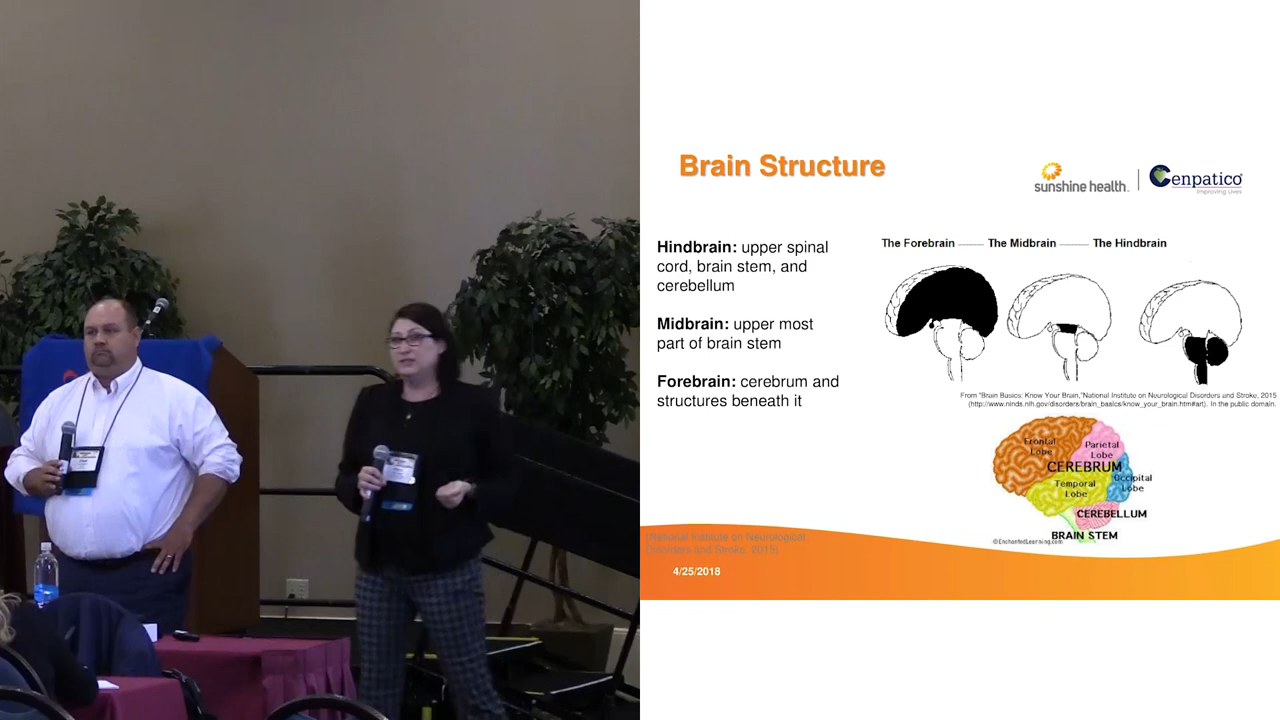 Brain Structure
sunshine health
Cenpatico
Improving Lives
Hindbrain: upper spinal
cord, brain stem, and
cerebellum
Midbrain: upper most
part of brain stem
Forebrain: cerebrum and
structures beneath it
The Forebrain
The Midbrain
The Hindbrain
From "Brain Basics: Know Your Brain,"National Institute on Neurological Disorders and Stroke, 2015
(http://www.ninds.nih.gov/disorders/brain_basics/know_your_brain.htm#art). In the public domain.
Frontal
Lobe
Parietal
Lobe
CEREBRUM
Temporal
Lobe
Occipital
Lobe
CEREBELLUM
BRAIN STEM
©EnchantedLearning.com
(National Institute on Neurological
Disorders and Stroke, 2015)
4/25/2018